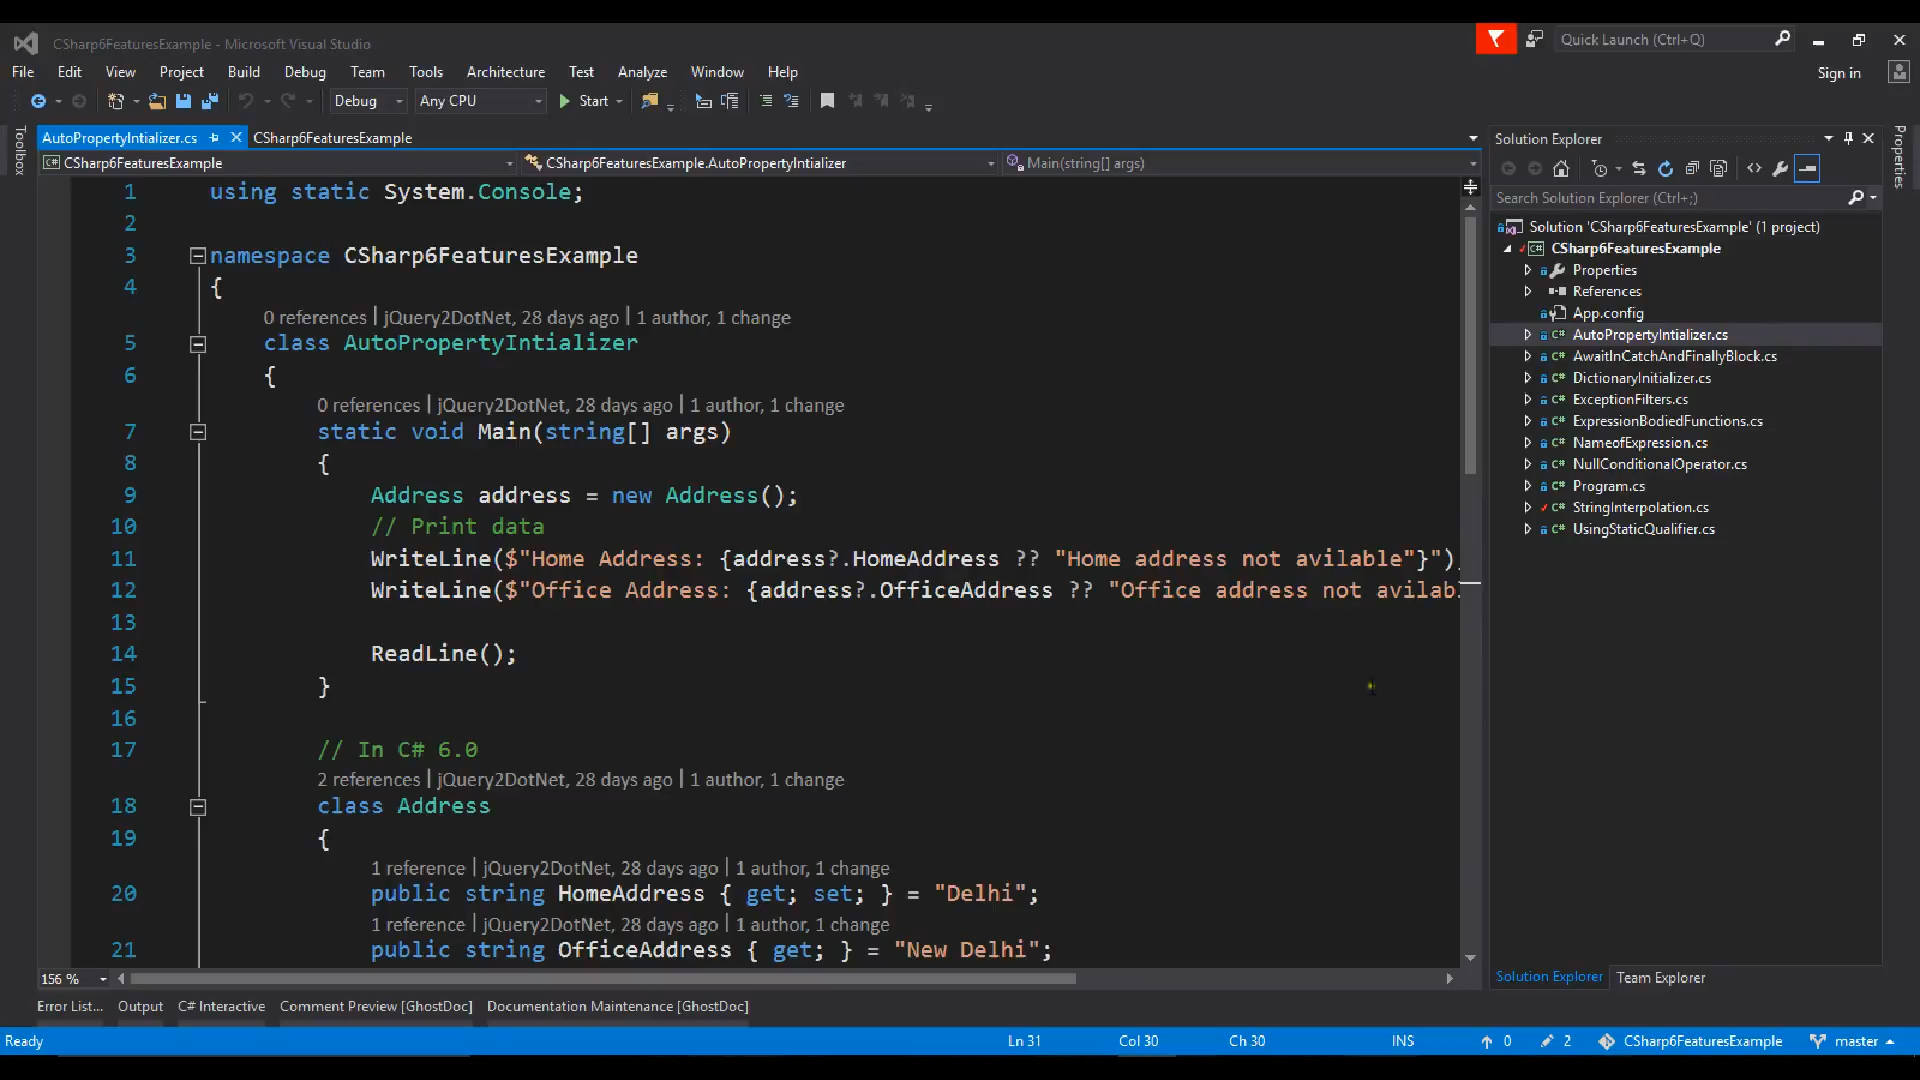 CSharp6FeaturesExample - Microsoft Visual Studio
Quick Launch (Ctrl+Q)
File Edit View Project Build Debug Team Tools Architecture Test Analyze Window Help
Sign in
Debug Any CPU Start
Toolbox
AutoPropertyIntializer.cs CSharp6FeaturesExample
CSharp6FeaturesExample CSharp6FeaturesExample.AutoPropertyIntializer Main(string[] args)
1 using static System.Console;
2
3 namespace CSharp6FeaturesExample
4 {
0 references | jQuery2DotNet, 28 days ago | 1 author, 1 change
5 class AutoPropertyIntializer
6 {
0 references | jQuery2DotNet, 28 days ago | 1 author, 1 change
7 static void Main(string[] args)
8 {
9 Address address = new Address();
10 // Print data
11 WriteLine($"Home Address: {address?.HomeAddress ?? "Home address not avilable"}")
12 WriteLine($"Office Address: {address?.OfficeAddress ?? "Office address not avilab
13
14 ReadLine();
15 }
16
17 // In C# 6.0
2 references | jQuery2DotNet, 28 days ago | 1 author, 1 change
18 class Address
19 {
1 reference | jQuery2DotNet, 28 days ago | 1 author, 1 change
20 public string HomeAddress { get; set; } = "Delhi";
1 reference | jQuery2DotNet, 28 days ago | 1 author, 1 change
21 public string OfficeAddress { get; } = "New Delhi";
156 %
Solution Explorer
Properties
Search Solution Explorer (Ctrl+;)
Solution 'CSharp6FeaturesExample' (1 project)
CSharp6FeaturesExample
Properties
References
App.config
AutoPropertyIntializer.cs
AwaitInCatchAndFinallyBlock.cs
DictionaryInitializer.cs
ExceptionFilters.cs
ExpressionBodiedFunctions.cs
NameofExpression.cs
NullConditionalOperator.cs
Program.cs
StringInterpolation.cs
UsingStaticQualifier.cs
Solution Explorer Team Explorer
Error List... Output C# Interactive Comment Preview [GhostDoc] Documentation Maintenance [GhostDoc]
Ready Ln 31 Col 30 Ch 30 INS 0 2 CSharp6FeaturesExample master